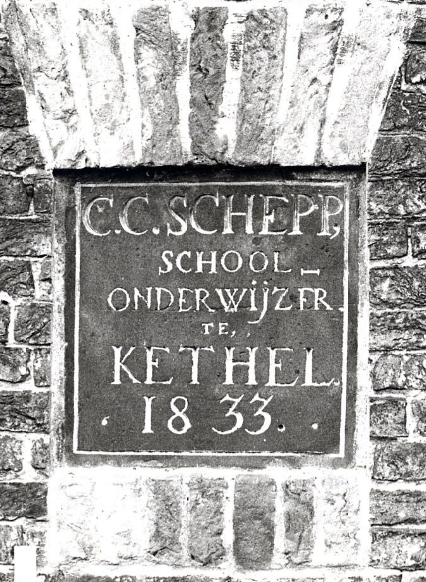 C.C. SCHEPP,
SCHOOL_
ONDERWIJZER.
TE,
KETHEL.
. 1833. .